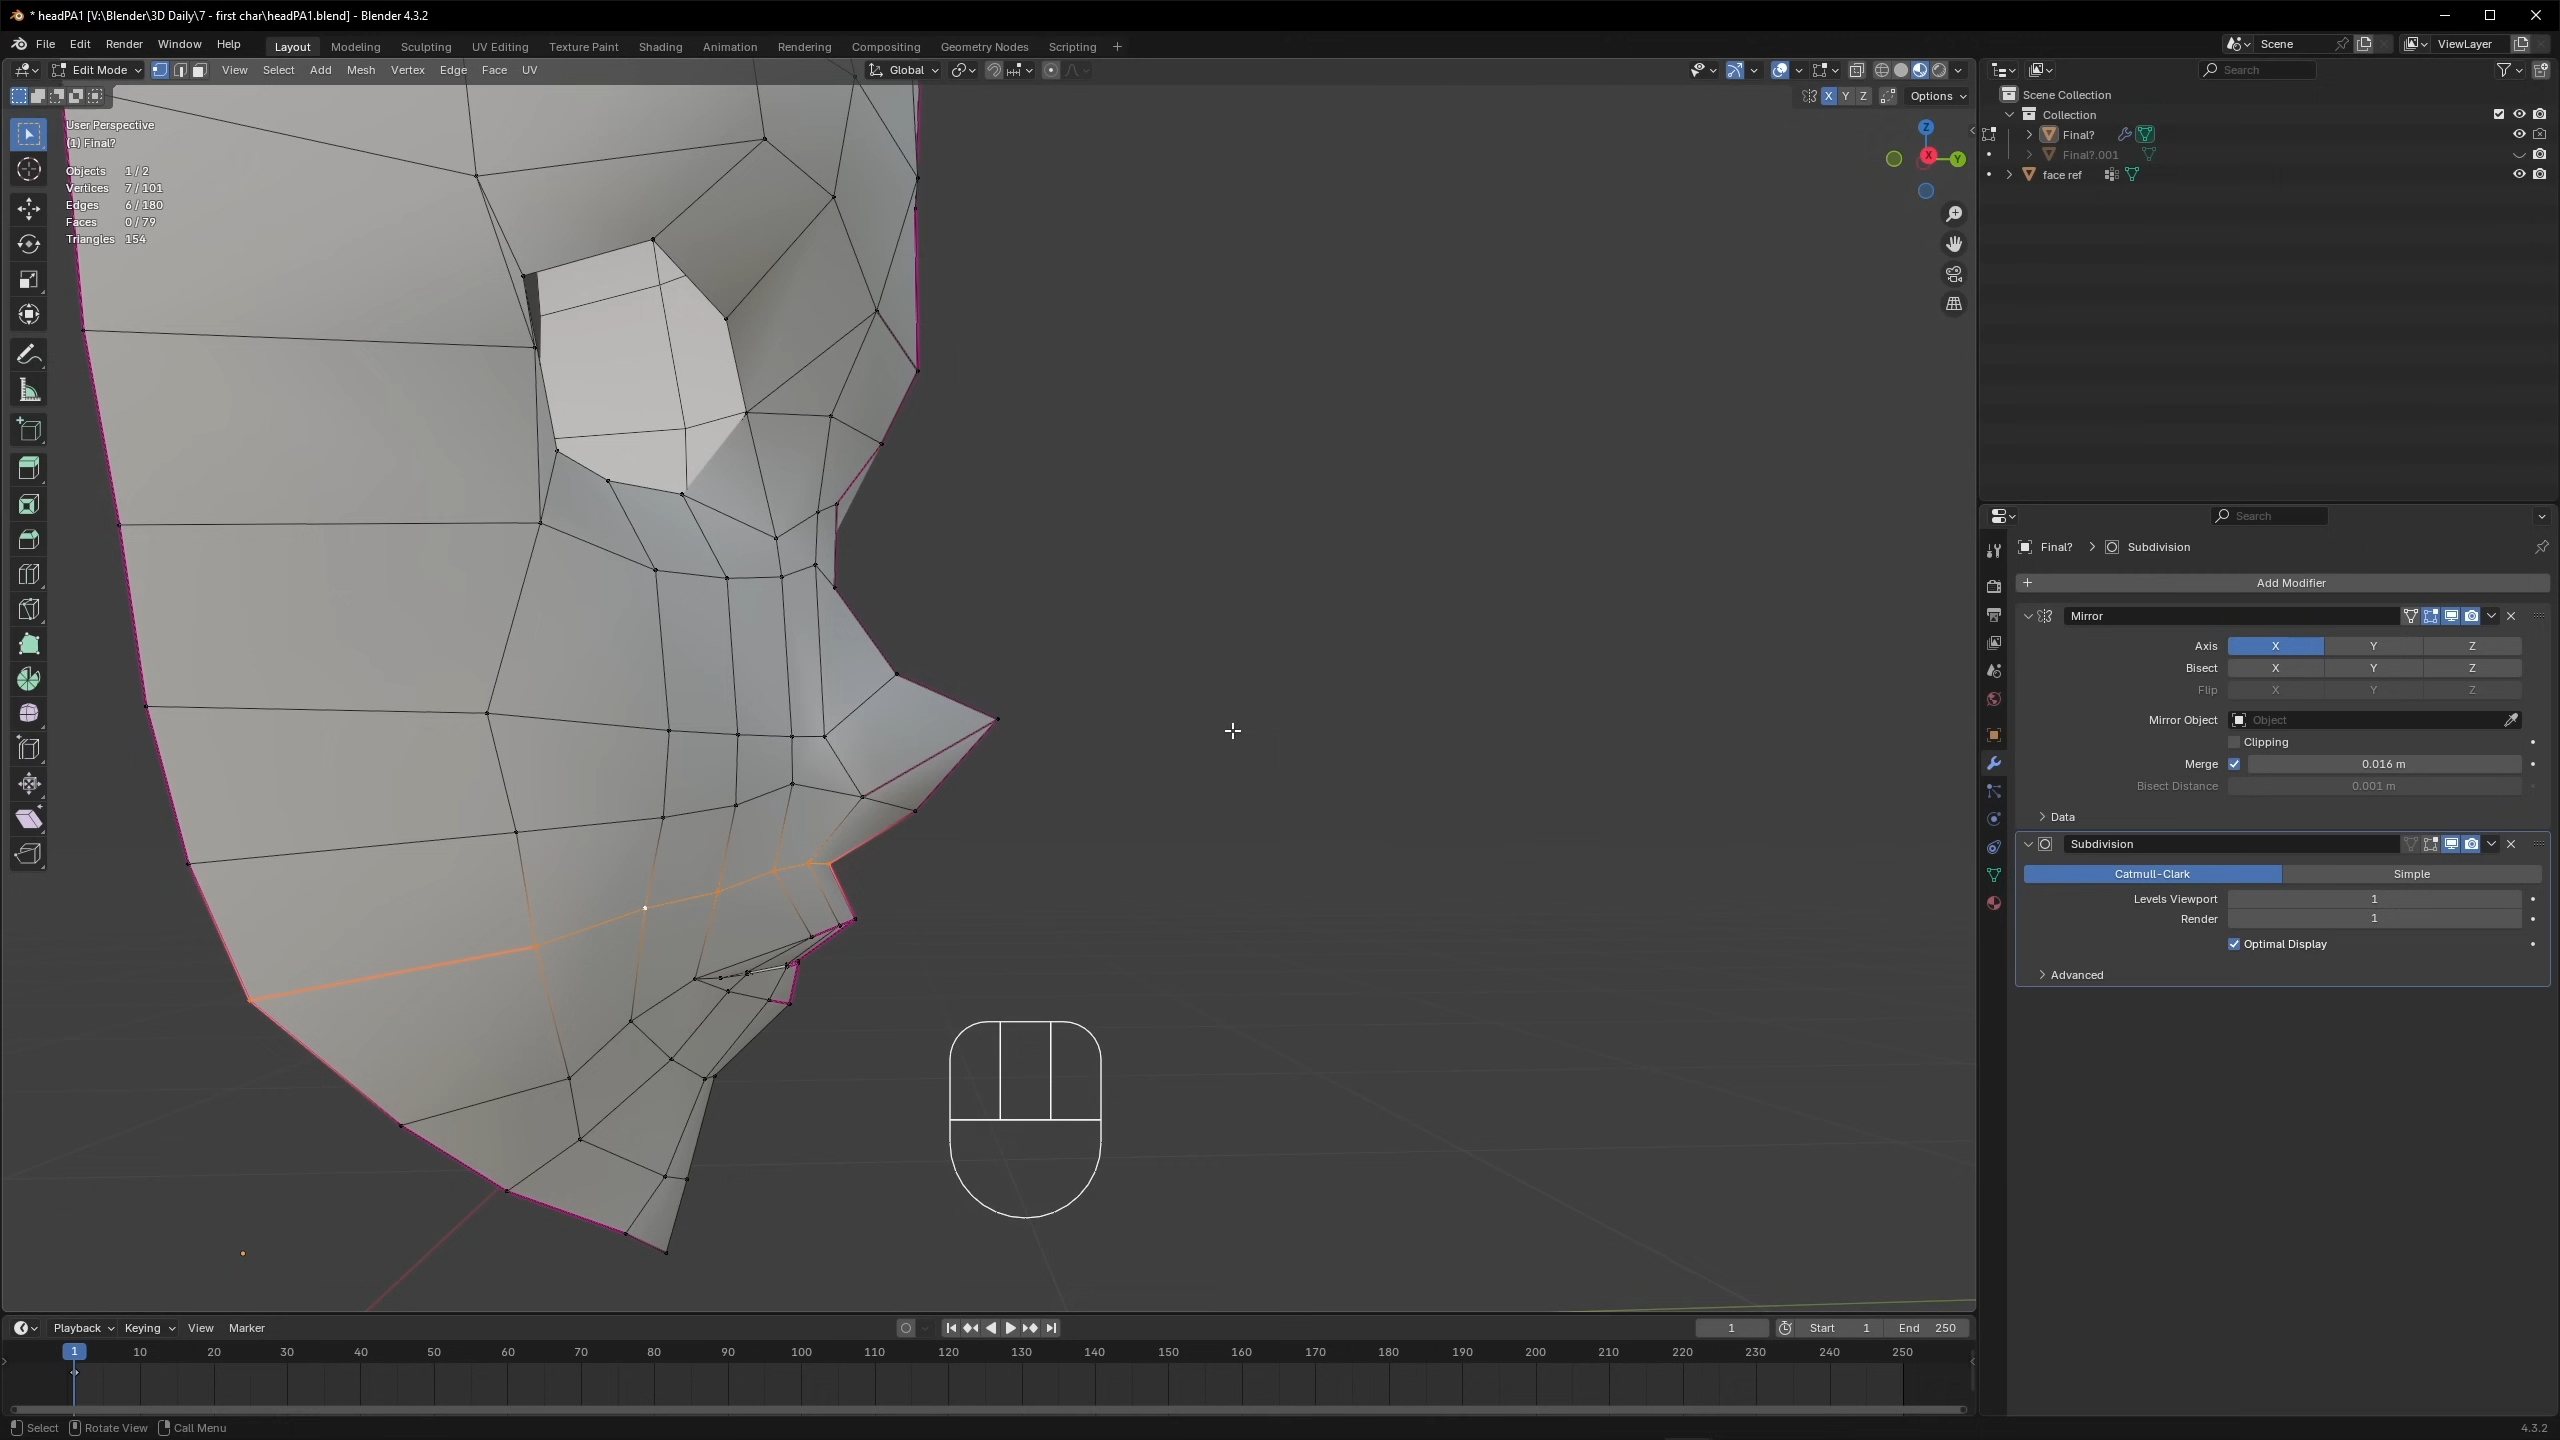 * headPA1 [V:\Blender\3D Daily\7 - first char\headPA1.blend] - Blender 4.3.2
File Edit Render Window Help Layout Modeling Sculpting UV Editing Texture Paint Shading Animation Rendering Compositing Geometry Nodes Scripting + Scene ViewLayer
Edit Mode View Select Add Mesh Vertex Edge Face UV Global Search
X Y Z Options
User Perspective
(1) Final?
Objects 1 / 2
Vertices 7 / 101
Edges 6 / 180
Faces 0 / 79
Triangles 154
Z
X
Y
Scene Collection
Collection
Final?
Final?.001
face ref
Search
Final? > Subdivision
+ Add Modifier
Mirror
Axis X Y Z
Bisect X Y Z
Flip X Y Z
Mirror Object Object
Clipping
Merge 0.016 m
Bisect Distance 0.001 m
Data
Subdivision
Catmull-Clark Simple
Levels Viewport 1
Render 1
Optimal Display
Advanced
Playback Keying View Marker 1 Start 1 End 250
1 10 20 30 40 50 60 70 80 90 100 110 120 130 140 150 160 170 180 190 200 210 220 230 240 250
Select Rotate View Call Menu 4.3.2